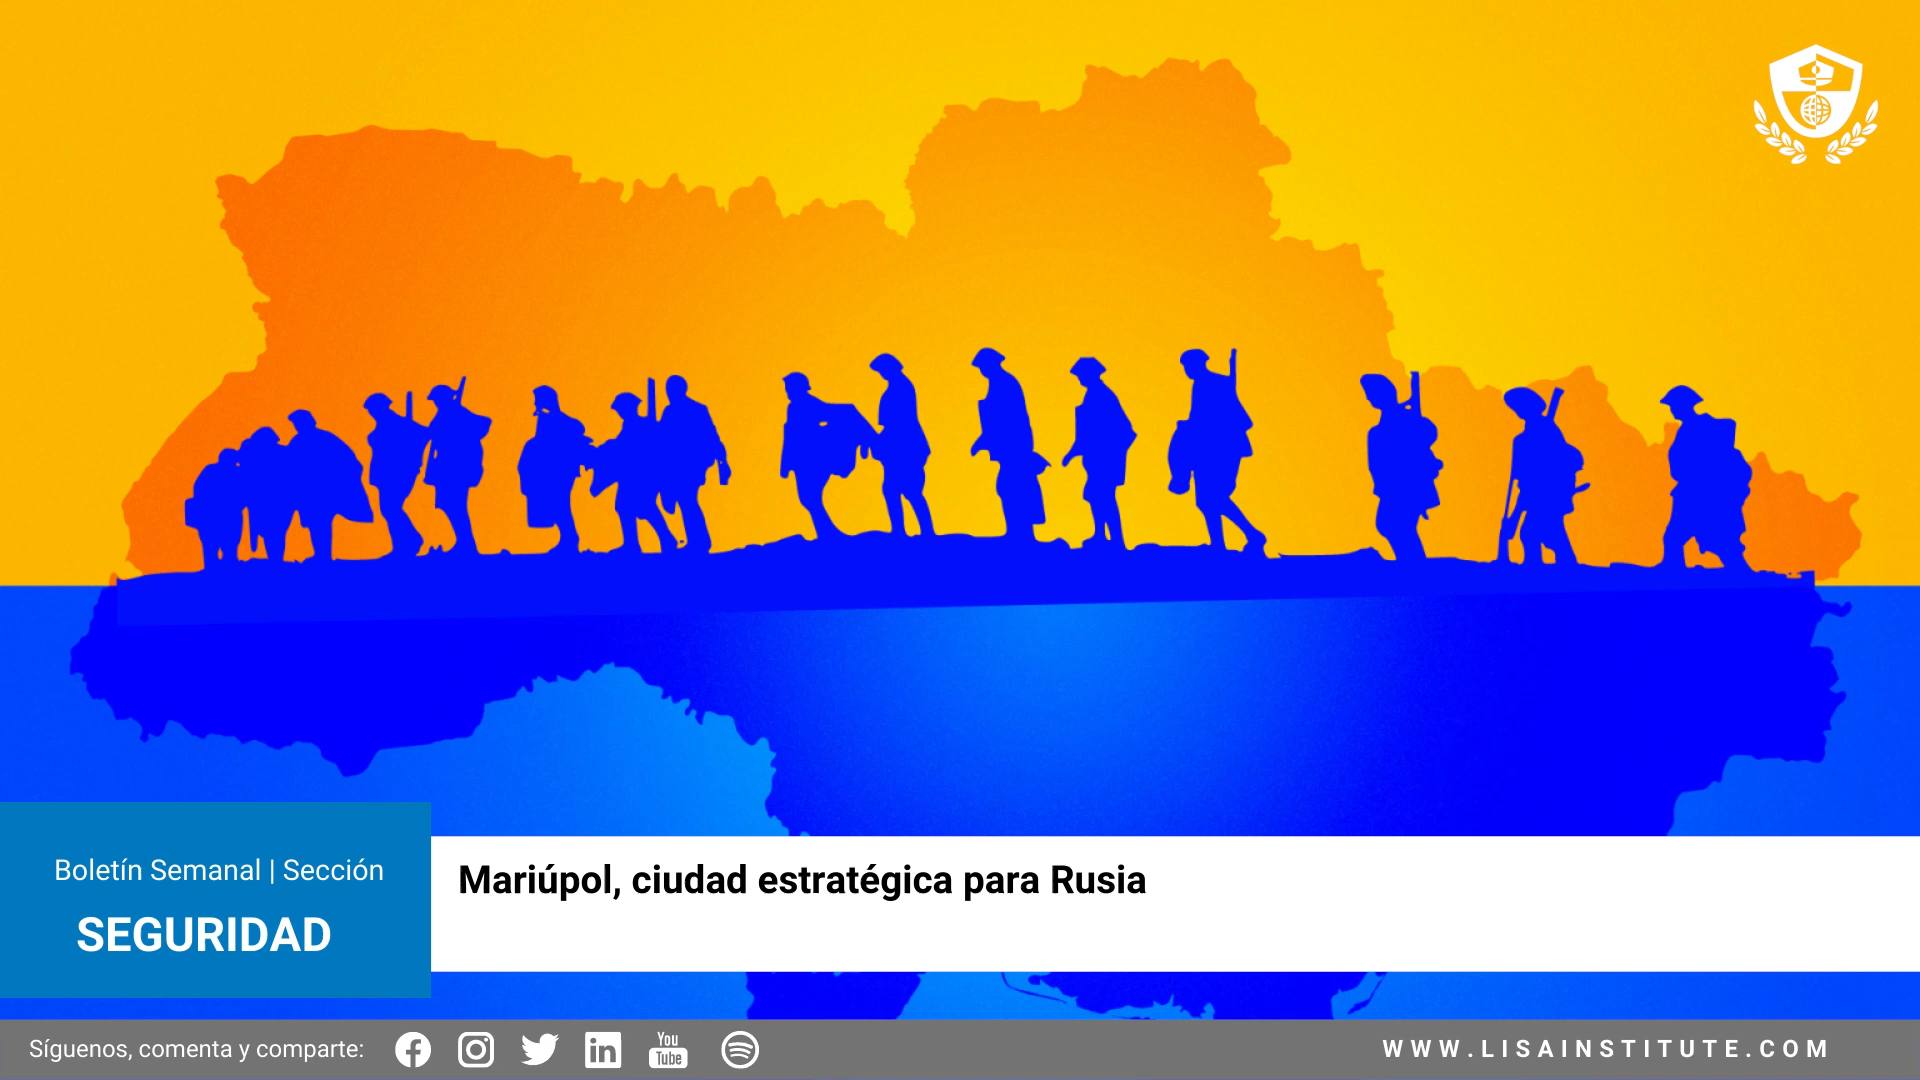 Boletín Semanal | Sección
SEGURIDAD
Mariúpol, ciudad estratégica para Rusia
Síguenos, comenta y comparte:
You
Tube
WWW.LISAINSTITUTE.COM